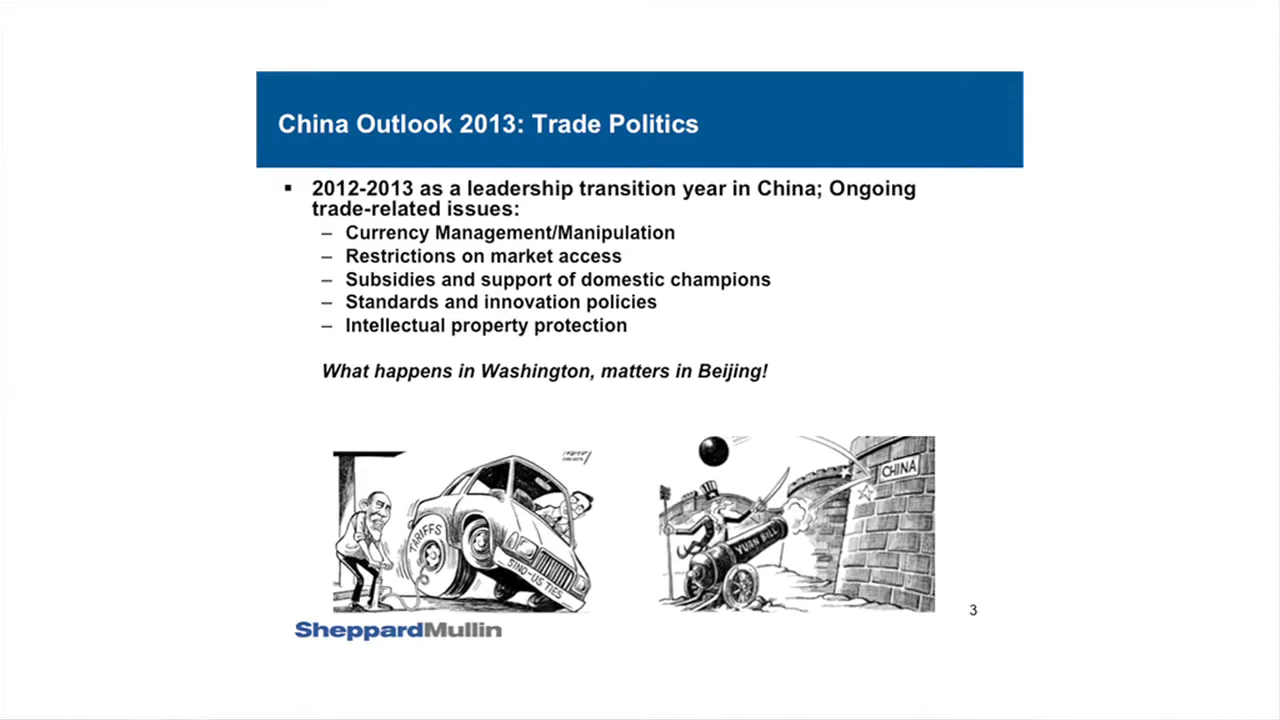 China Outlook 2013: Trade Politics
▪ 2012-2013 as a leadership transition year in China; Ongoing
trade-related issues:
– Currency Management/Manipulation
– Restrictions on market access
– Subsidies and support of domestic champions
– Standards and innovation policies
– Intellectual property protection
What happens in Washington, matters in Beijing!
TARIFFS
SINO-US TIES
CHINA
YUAN BILL
3
SheppardMullin